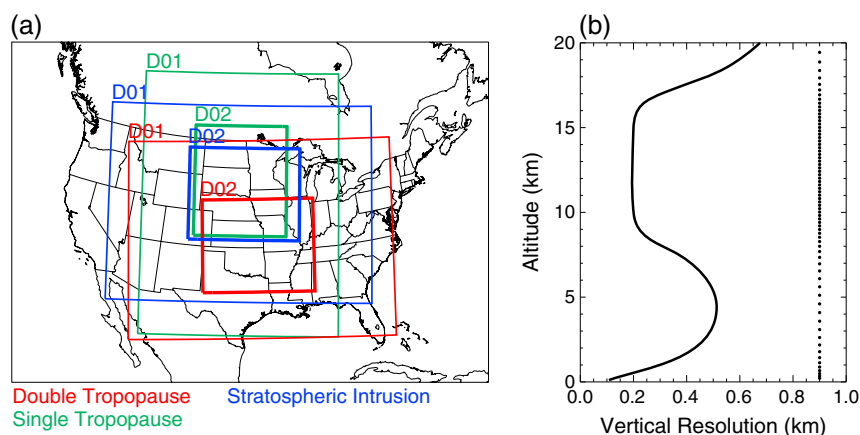 (a)
D01
D01
D01
D02
D02
D02
Double Tropopause
Stratospheric Intrusion
Single Tropopause
(b)
20
15
10
5
0
Altitude (km)
0.0
0.2
0.4
0.6
0.8
1.0
Vertical Resolution (km)